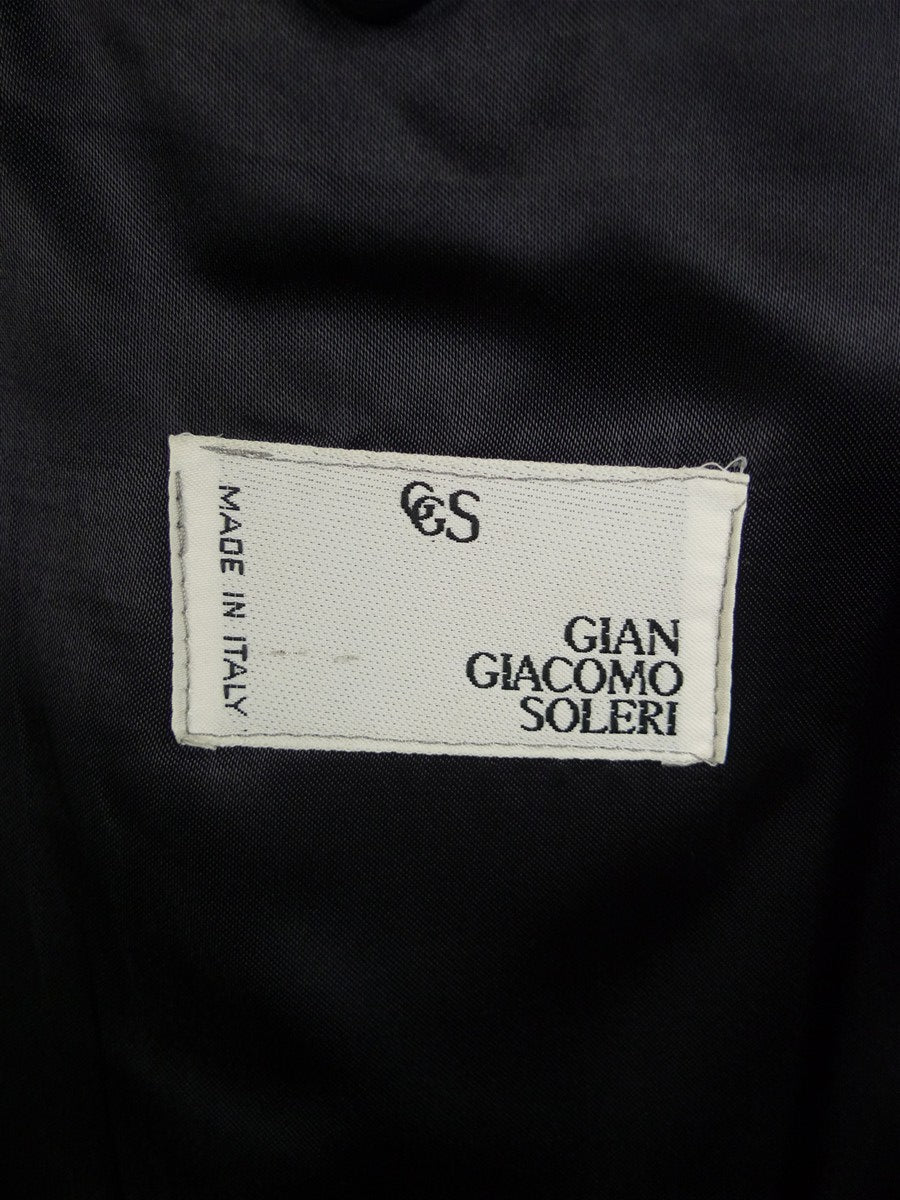 GGS
MADE IN ITALY
GIAN
GIACOMO
SOLERI